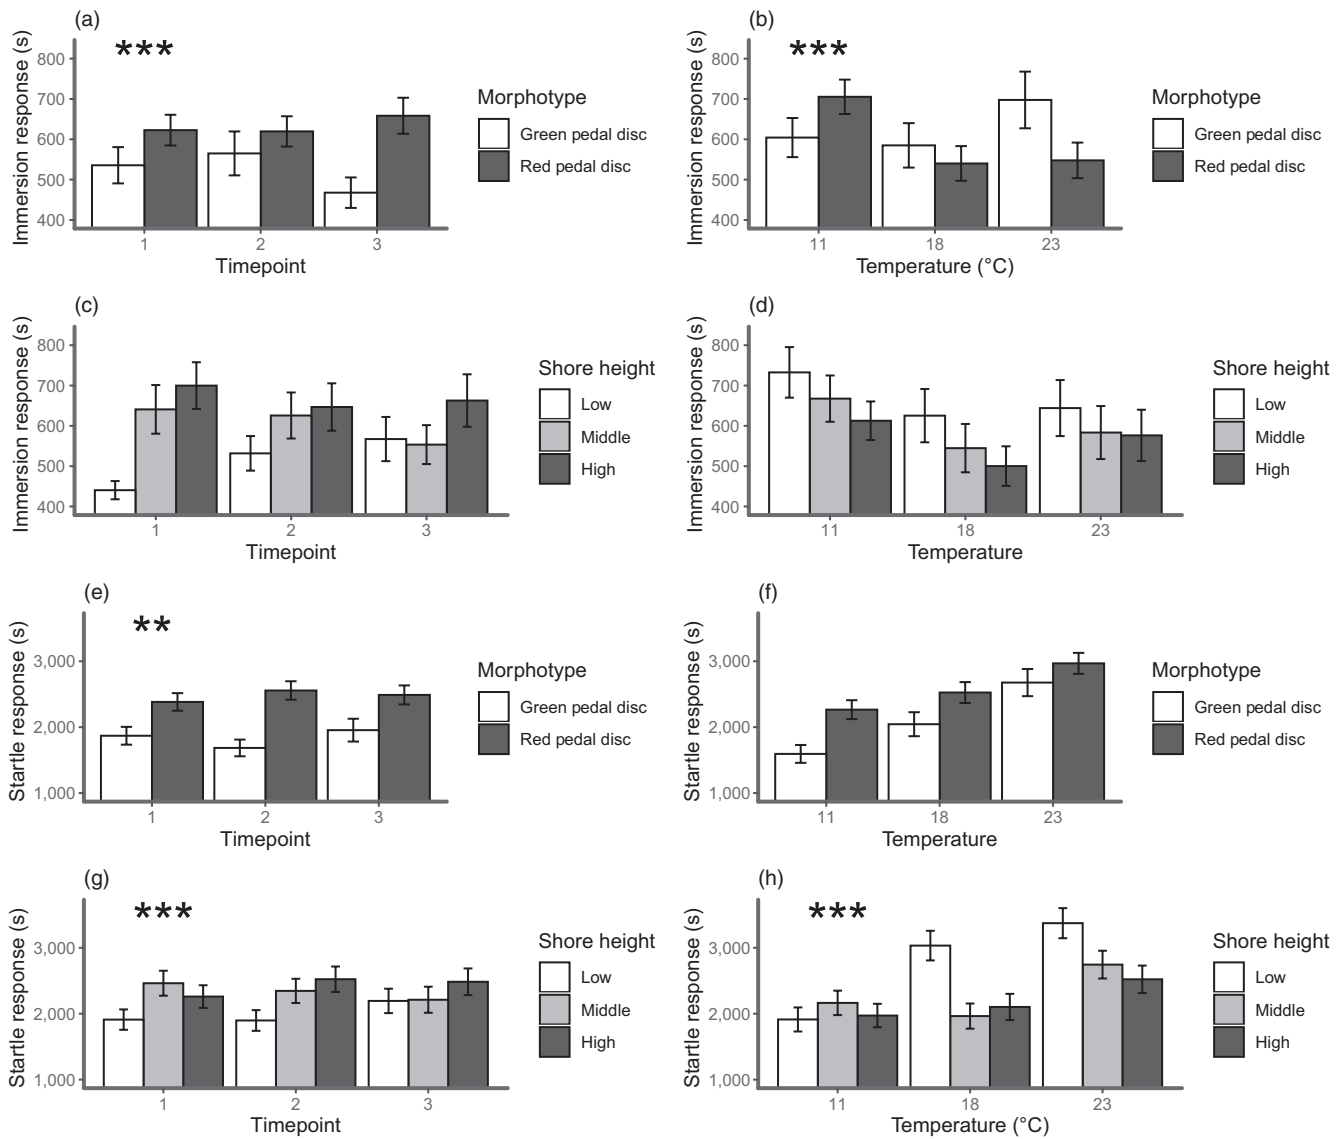 (a)
***
Immersion response (s)
800
700
600
500
400
1 2 3
Timepoint
Morphotype
Green pedal disc
Red pedal disc
(b)
***
Immersion response (s)
800
700
600
500
400
11 18 23
Temperature (°C)
Morphotype
Green pedal disc
Red pedal disc
(c)
Immersion response (s)
800
700
600
500
400
1 2 3
Timepoint
Shore height
Low
Middle
High
(d)
Immersion response (s)
800
700
600
500
400
11 18 23
Temperature
Shore height
Low
Middle
High
(e)
**
Startle response (s)
3,000
2,000
1,000
1 2 3
Timepoint
Morphotype
Green pedal disc
Red pedal disc
(f)
Startle response (s)
3,000
2,000
1,000
11 18 23
Temperature
Morphotype
Green pedal disc
Red pedal disc
(g)
***
Startle response (s)
3,000
2,000
1,000
1 2 3
Timepoint
Shore height
Low
Middle
High
(h)
***
Startle response (s)
3,000
2,000
1,000
11 18 23
Temperature (°C)
Shore height
Low
Middle
High